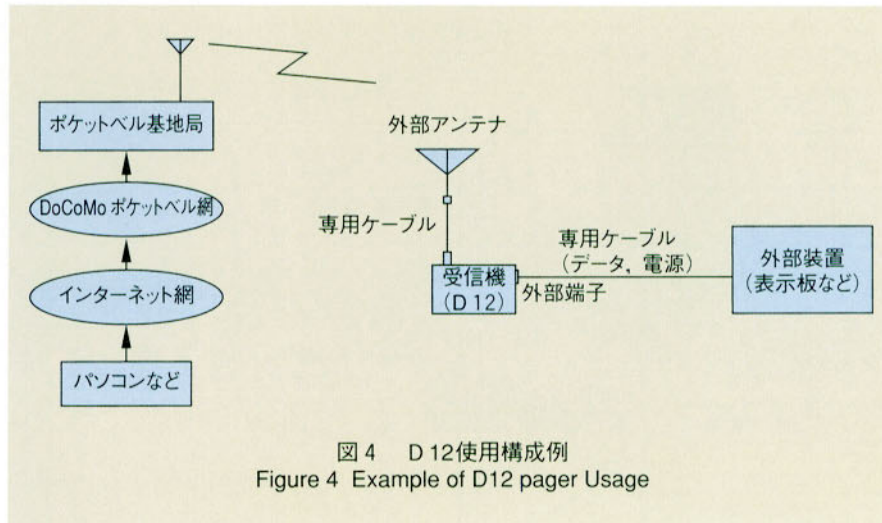 ポケットベル基地局
DoCoMo ポケットベル網
インターネット網
パソコンなど
外部アンテナ
専用ケーブル
受信機
(D 12)
外部端子
専用ケーブル
(データ, 電源)
外部装置
(表示板など)
図 4 D 12使用構成例
Figure 4 Example of D12 pager Usage